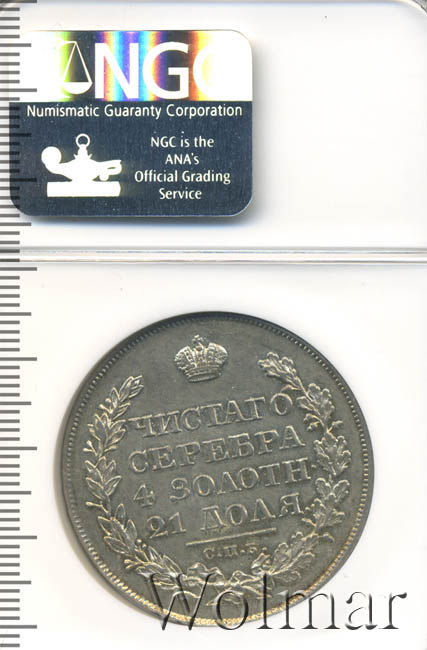 NGC
Numismatic Guaranty Corporation
NGC is the
ANA's
Official Grading
Service
ЧИСТАГО
СЕРЕБРА
4 ЗОЛОТН.
21 ДОЛЯ
С.П.Б.
Wolmar